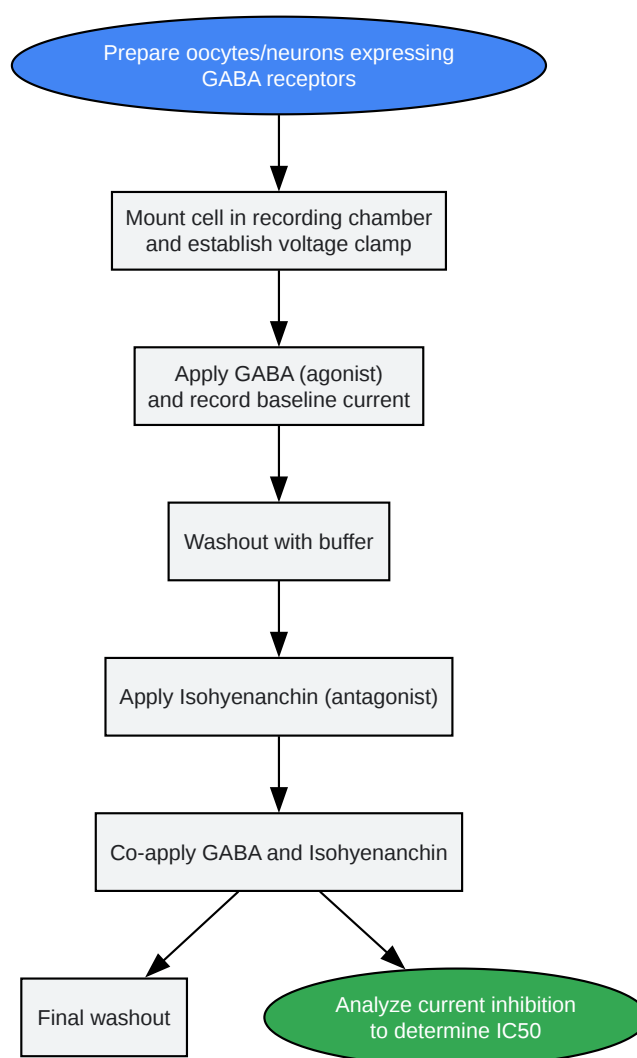 Prepare oocytes/neurons expressing
GABA receptors
Mount cell in recording chamber
and establish voltage clamp
Apply GABA (agonist)
and record baseline current
Washout with buffer
Apply Isohyenanchin (antagonist)
Co-apply GABA and Isohyenanchin
Final washout
Analyze current inhibition
to determine IC50